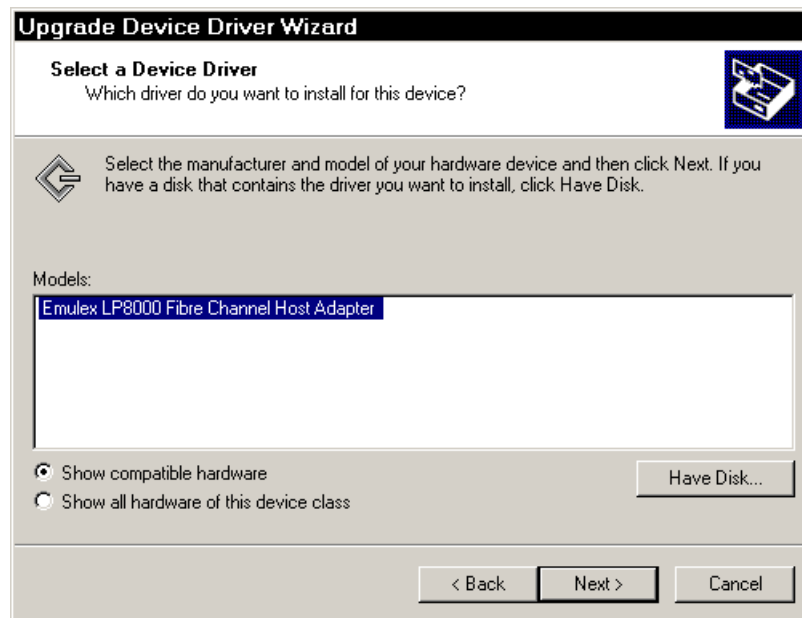 Upgrade Device Driver Wizard
Select a Device Driver
Which driver do you want to install for this device?
Select the manufacturer and model of your hardware device and then click Next. If you
have a disk that contains the driver you want to install, click Have Disk.
Models:
Emulex LP8000 Fibre Channel Host Adapter
Show compatible hardware
Have Disk...
Show all hardware of this device class
< Back Next > Cancel